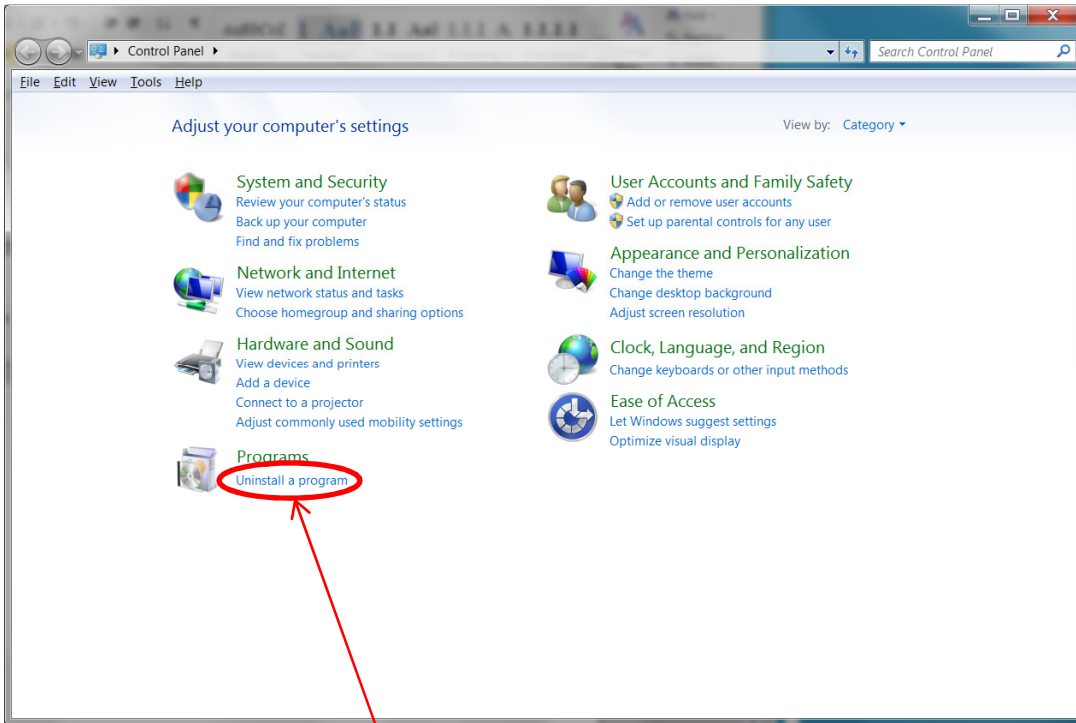 Control Panel
Search Control Panel
File Edit View Tools Help
Adjust your computer's settings
View by: Category
System and Security
Review your computer's status
Back up your computer
Find and fix problems
Network and Internet
View network status and tasks
Choose homegroup and sharing options
Hardware and Sound
View devices and printers
Add a device
Connect to a projector
Adjust commonly used mobility settings
Programs
Uninstall a program
User Accounts and Family Safety
Add or remove user accounts
Set up parental controls for any user
Appearance and Personalization
Change the theme
Change desktop background
Adjust screen resolution
Clock, Language, and Region
Change keyboards or other input methods
Ease of Access
Let Windows suggest settings
Optimize visual display